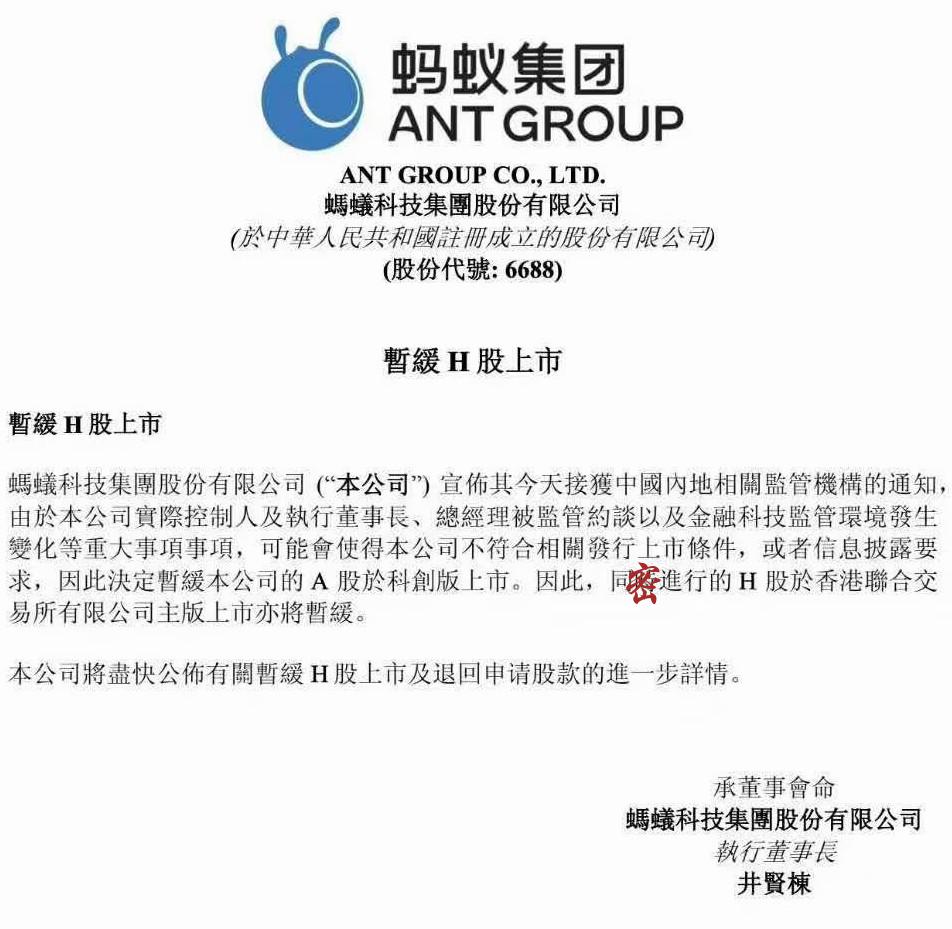 蚂蚁集团
ANT GROUP
ANT GROUP CO., LTD.
螞蟻科技集團股份有限公司
(於中華人民共和國註冊成立的股份有限公司)
(股份代號: 6688)
暫緩 H 股上市
暫緩 H 股上市
螞蟻科技集團股份有限公司 (“本公司”) 宣佈其今天接獲中國內地相關監管機構的通知,
由於本公司實際控制人及執行董事長、總經理被監管約談以及金融科技監管環境發生
變化等重大事項事項，可能會使得本公司不符合相關發行上市條件，或者信息披露要
求，因此決定暫緩本公司的 A 股於科創版上市。因此，同密進行的 H 股於香港聯合交
易所有限公司主版上市亦將暫緩。
本公司將盡快公佈有關暫緩 H 股上市及退回申请股款的進一步詳情。
承董事會命
螞蟻科技集團股份有限公司
執行董事長
井賢棟